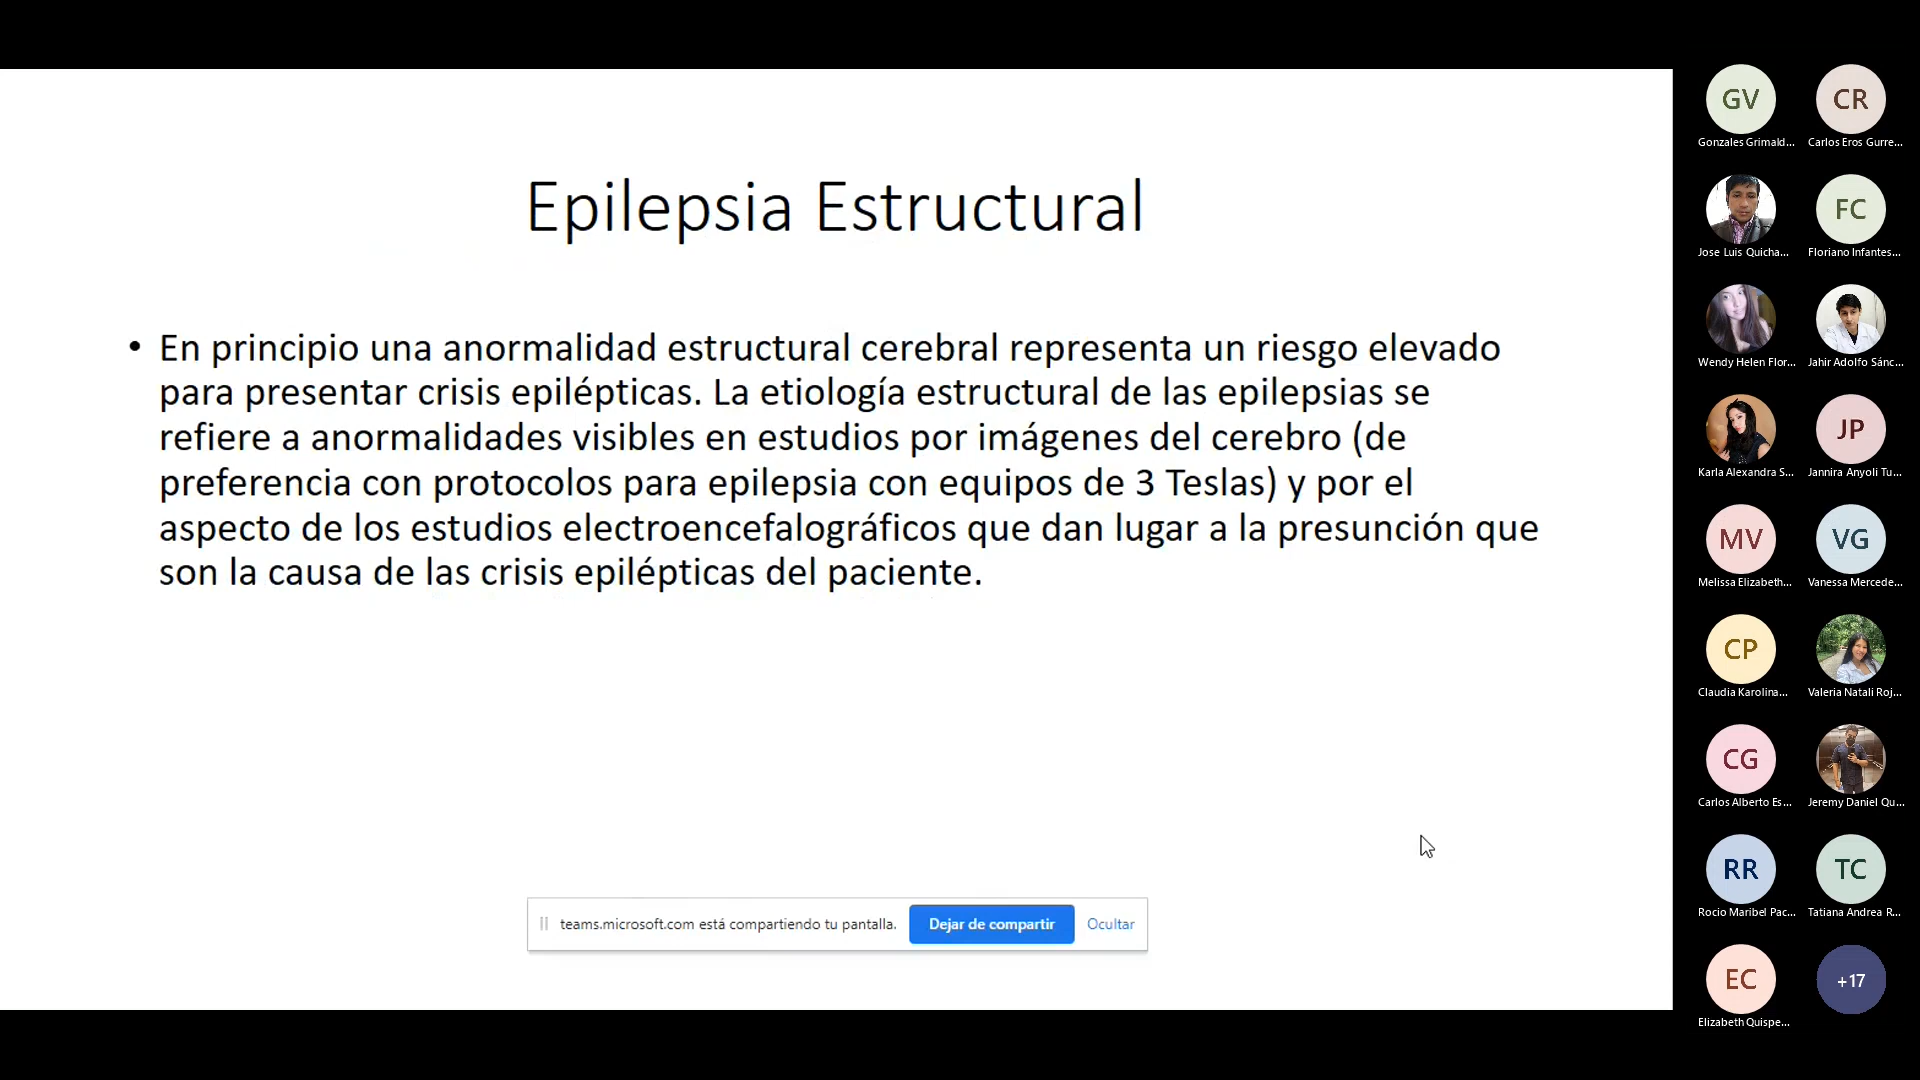 Epilepsia Estructural
• En principio una anormalidad estructural cerebral representa un riesgo elevado
para presentar crisis epilépticas. La etiología estructural de las epilepsias se
refiere a anormalidades visibles en estudios por imágenes del cerebro (de
preferencia con protocolos para epilepsia con equipos de 3 Teslas) y por el
aspecto de los estudios electroencefalográficos que dan lugar a la presunción que
son la causa de las crisis epilépticas del paciente.
teams.microsoft.com está compartiendo tu pantalla.
Dejar de compartir
Ocultar
GV
CR
Gonzales Grimald...
Carlos Eros Gurre...
FC
Jose Luis Quicha...
Floriano Infantes...
Wendy Helen Flor...
Jahir Adolfo Sánc...
JP
Karla Alexandra S...
Jannira Anyoli Tu...
MV
VG
Melissa Elizabeth...
Vanessa Mercede...
CP
Claudia Karolina...
Valeria Natali Roj...
CG
Carlos Alberto Es...
Jeremy Daniel Qu...
RR
TC
Rocio Maribel Pac...
Tatiana Andrea R...
EC
+17
Elizabeth Quispe...